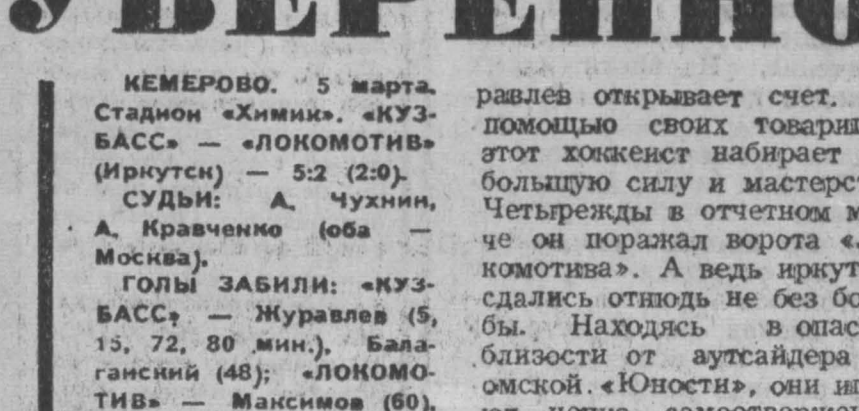 УВЕРЕННО
КЕМЕРОВО. 5 марта.
Стадион «Химик». «КУЗ-
БАСС» — «ЛОКОМОТИВ»
(Иркутск) — 5:2 (2:0).
СУДЬИ: А. Чухнин,
А. Кравченко (оба —
Москва).
ГОЛЫ ЗАБИЛИ: «КУЗ-
БАСС» — Журавлев (5,
15, 72, 80 мин.), Бала-
ганский (48); «ЛОКОМО-
ТИВ» — Максимов (60),
равлев открывает счет.
помощью своих товарищ
этот хоккеист набирает
большую силу и мастерст
Четырежды в отчетном м
че он поражал ворота «
комотива». А ведь иркут
сдались отнюдь не без бо
бы. Находясь в опас
близости от аутсайдера
омской «Юности», они иг